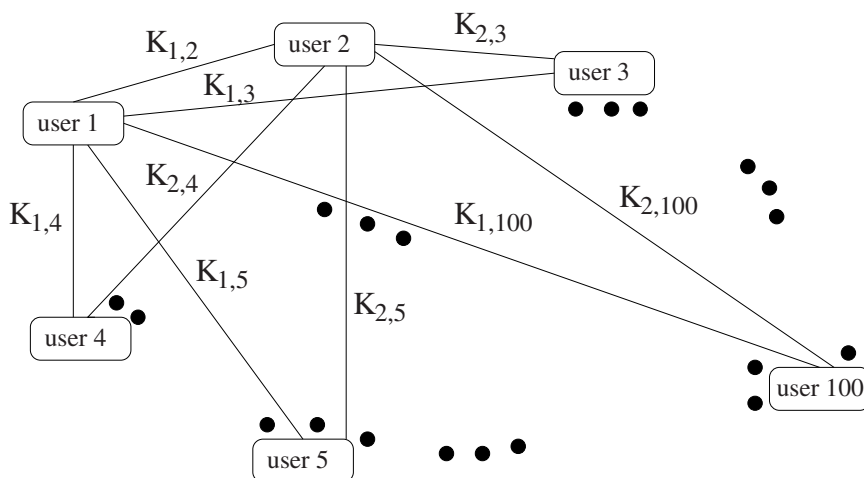 K1,2
user 2
K2,3
user 3
K1,3
user 1
K2,4
K1,4
K1,100
K2,100
K1,5
K2,5
user 4
user 100
user 5